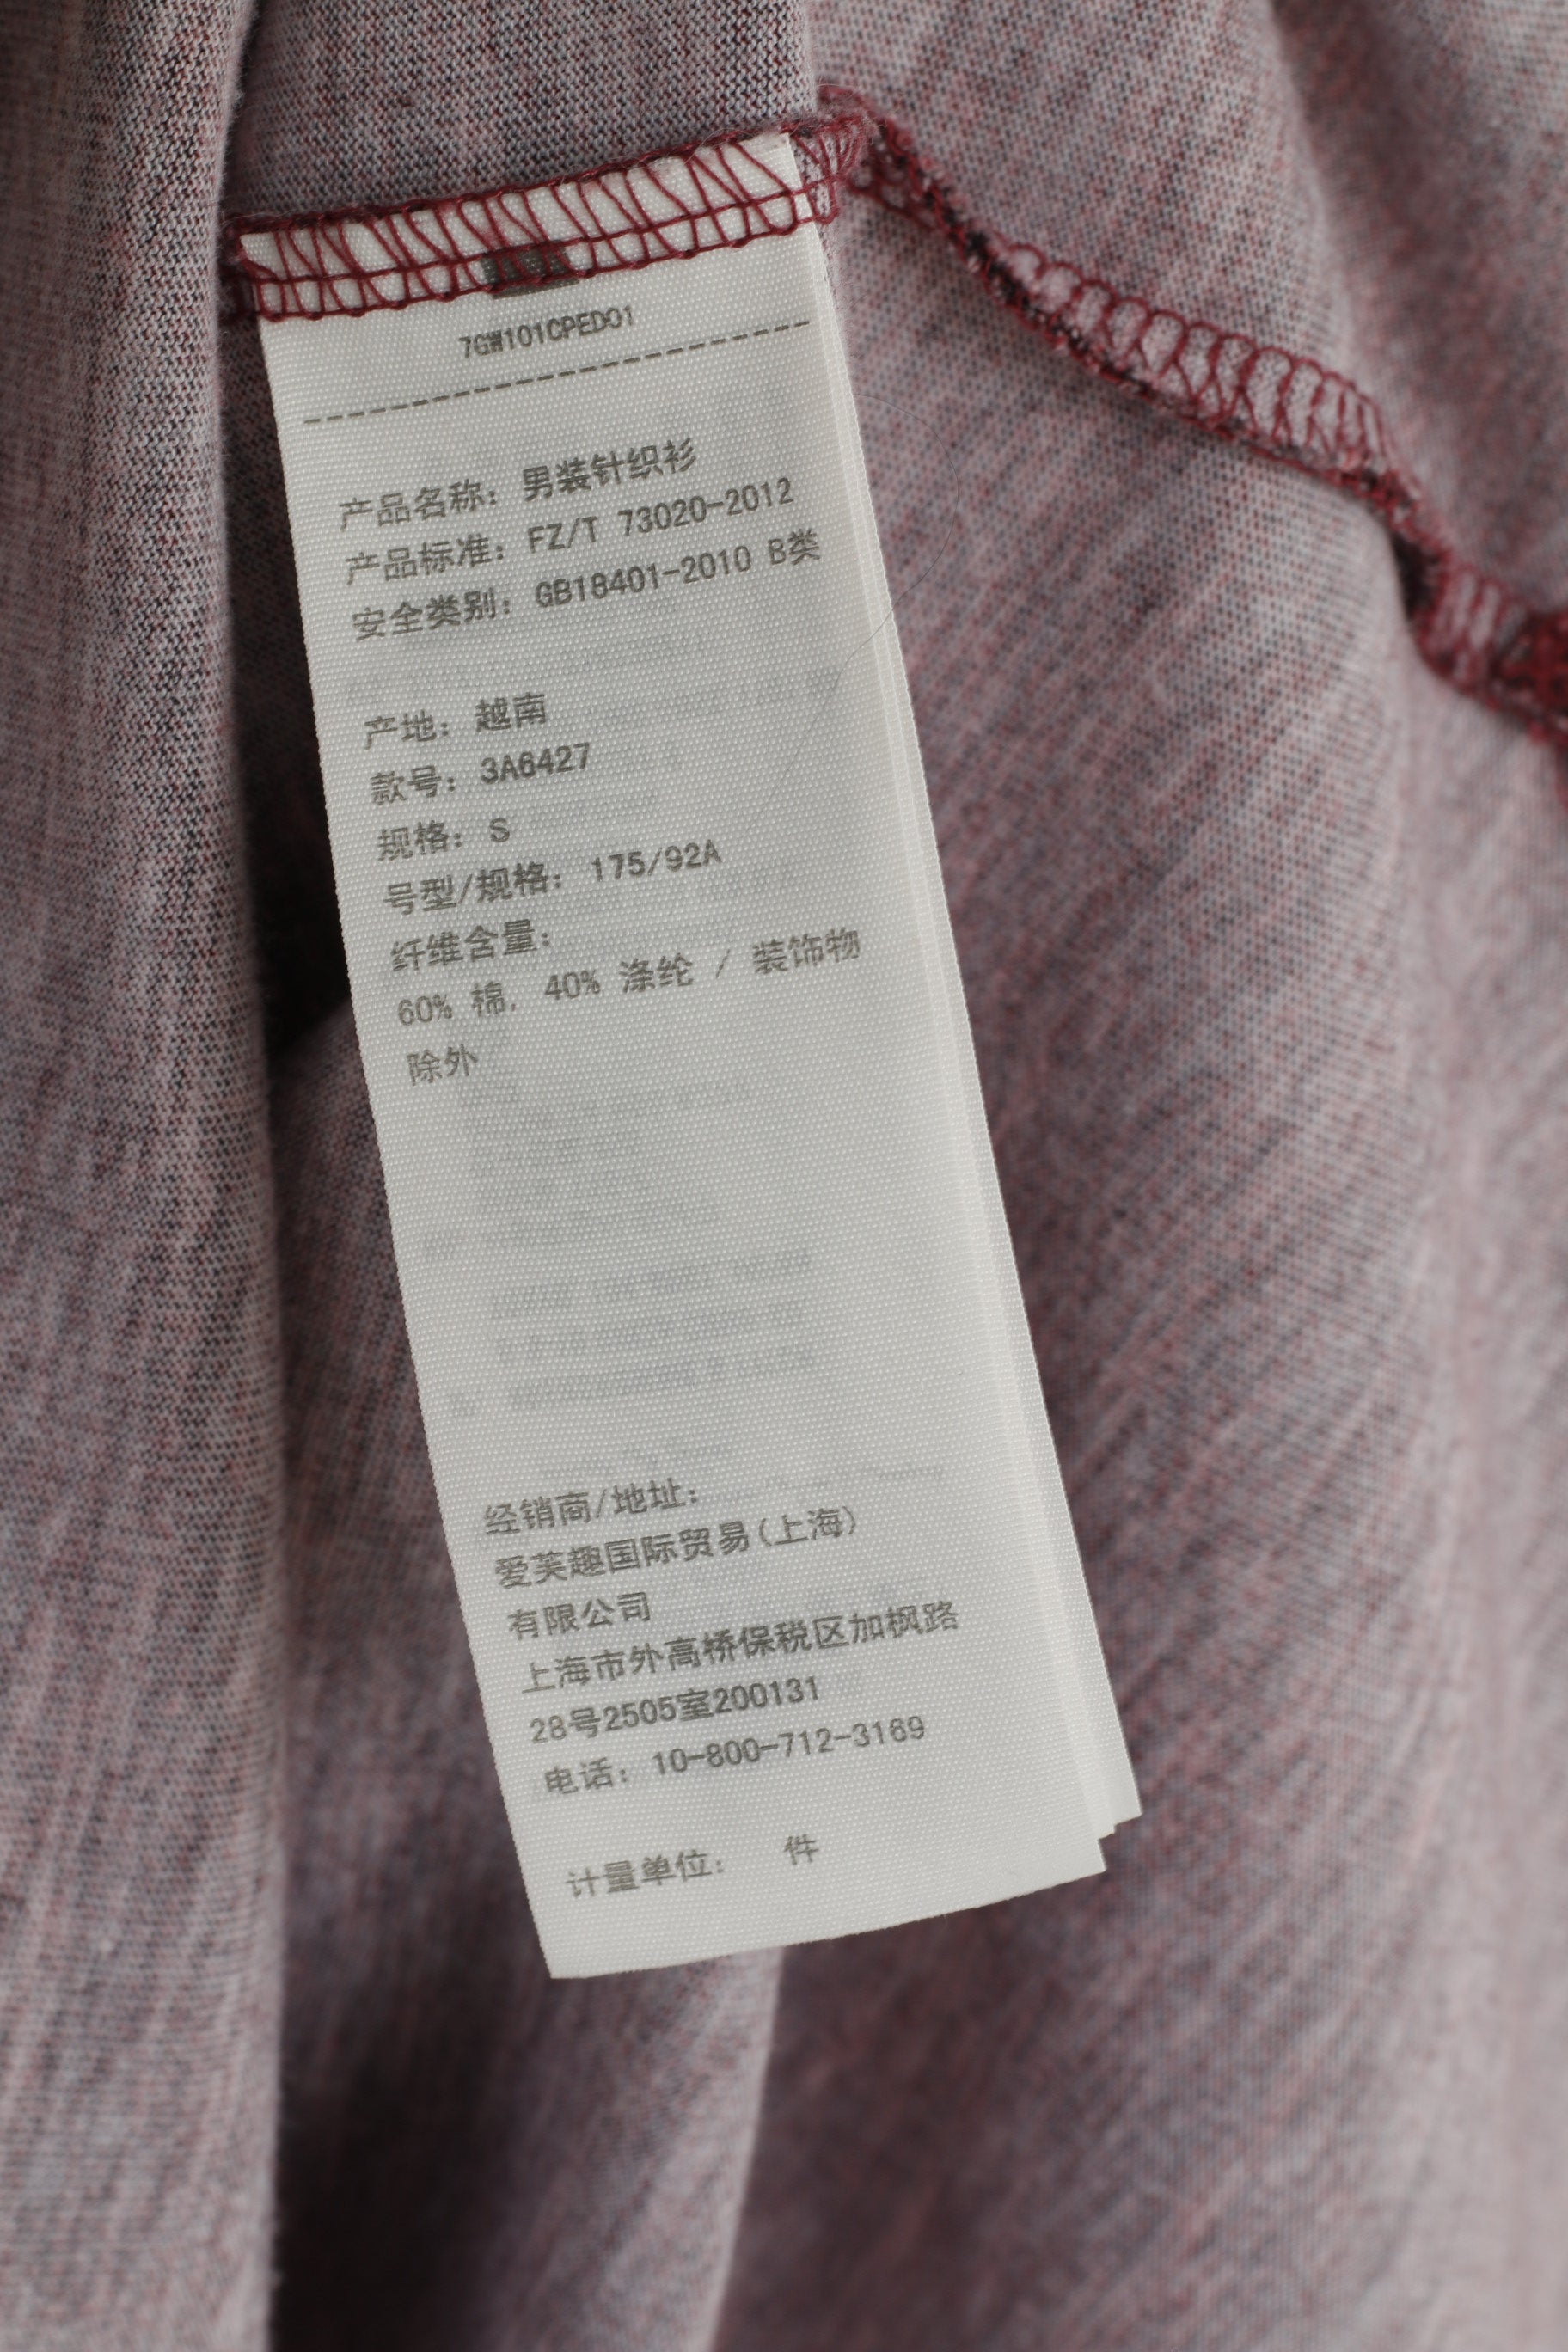 7GW101CPED01
产品名称: 男装针织衫
产品标准: FZ/T 73020-2012
安全类别: GB18401-2010 B类
产地: 越南
款号: 3A6427
规格: S
号型/规格: 175/92A
纤维含量:
60% 棉, 40% 涤纶 / 装饰物
除外
经销商/地址:
爱芙趣国际贸易(上海)
有限公司
上海市外高桥保税区加枫路
28号2505室200131
电话: 10-800-712-3169
计量单位: 件